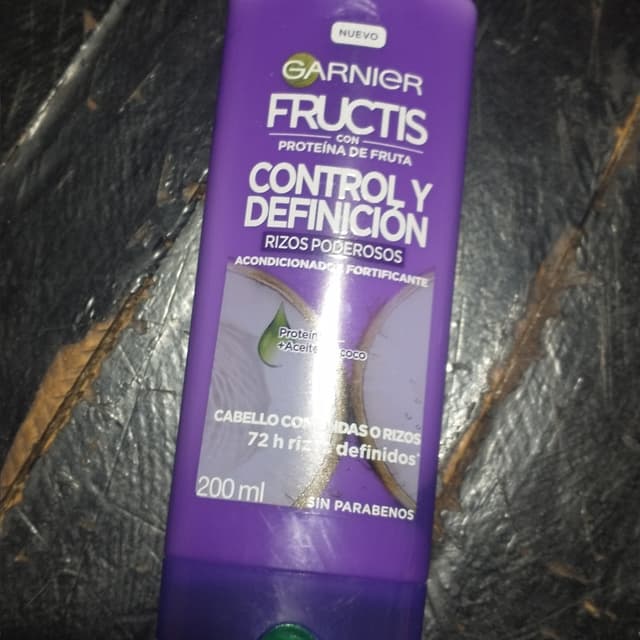 NUEVO
GARNIER
FRUCTIS
CON
PROTEÍNA DE FRUTA
CONTROL Y
DEFINICIÓN
RIZOS PODEROSOS
ACONDICIONADOR FORTIFICANTE
+Aceite coco
CABELLO CON O RIZOS
72 h definidos*
200 ml
SIN PARABENOS